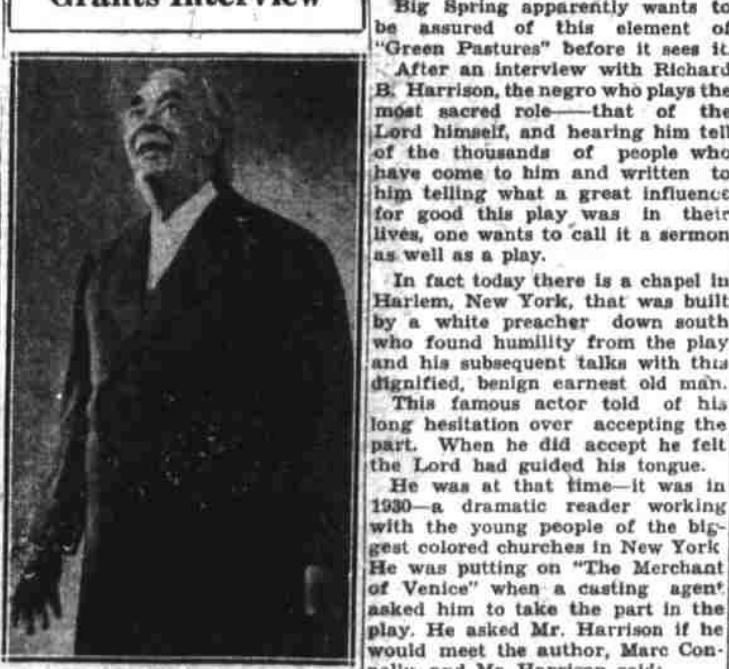 Grants Interview
Big Spring apparently wants to
be assured of this element of
"Green Pastures" before it sees it
After an interview with Richard
B. Harrison, the negro who plays the
most sacred role—that of the
Lord himself, and hearing him tell
of the thousands of people who
have come to him and written to
him telling what a great influence
for good this play was in their
lives, one wants to call it a sermon
as well as a play.
In fact today there is a chapel in
Harlem, New York, that was built
by a white preacher down south
who found humility from the play
and his subsequent talks with this
dignified, benign earnest old man.
This famous actor told of his
long hesitation over accepting the
part. When he did accept he felt
the Lord had guided his tongue.
He was at that time—it was in
1930—a dramatic reader working
with the young people of the big-
gest colored churches in New York
He was putting on "The Merchant
of Venice" when a casting agent
asked him to take the part in the
play. He asked Mr. Harrison if he
would meet the author, Marc Con-